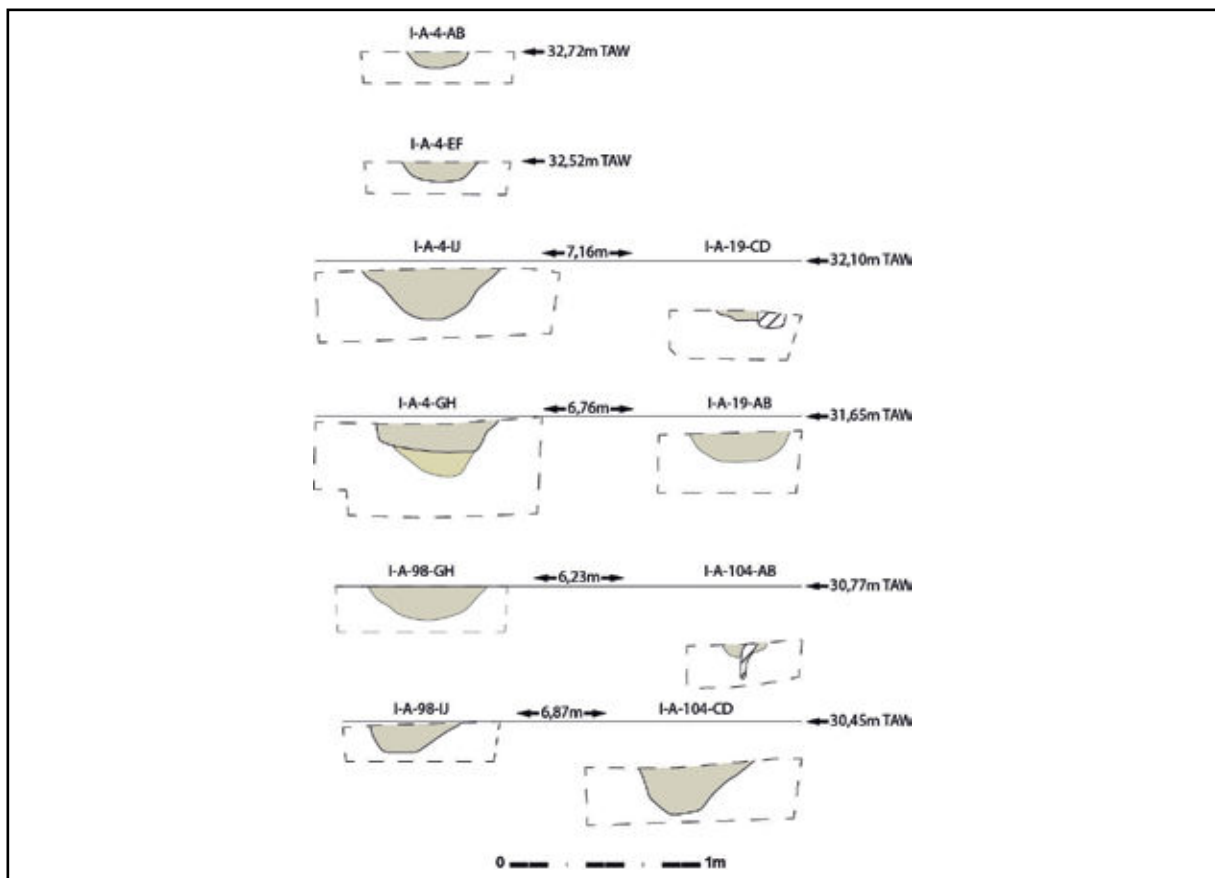 I-A-4-AB
32,72m TAW
I-A-4-EF
32,52m TAW
I-A-4-IJ 7,16m I-A-19-CD
32,10m TAW
I-A-4-GH 6,76m I-A-19-AB
31,65m TAW
I-A-98-GH 6,23m I-A-104-AB
30,77m TAW
I-A-98-IJ 6,87m I-A-104-CD
30,45m TAW
0 1m